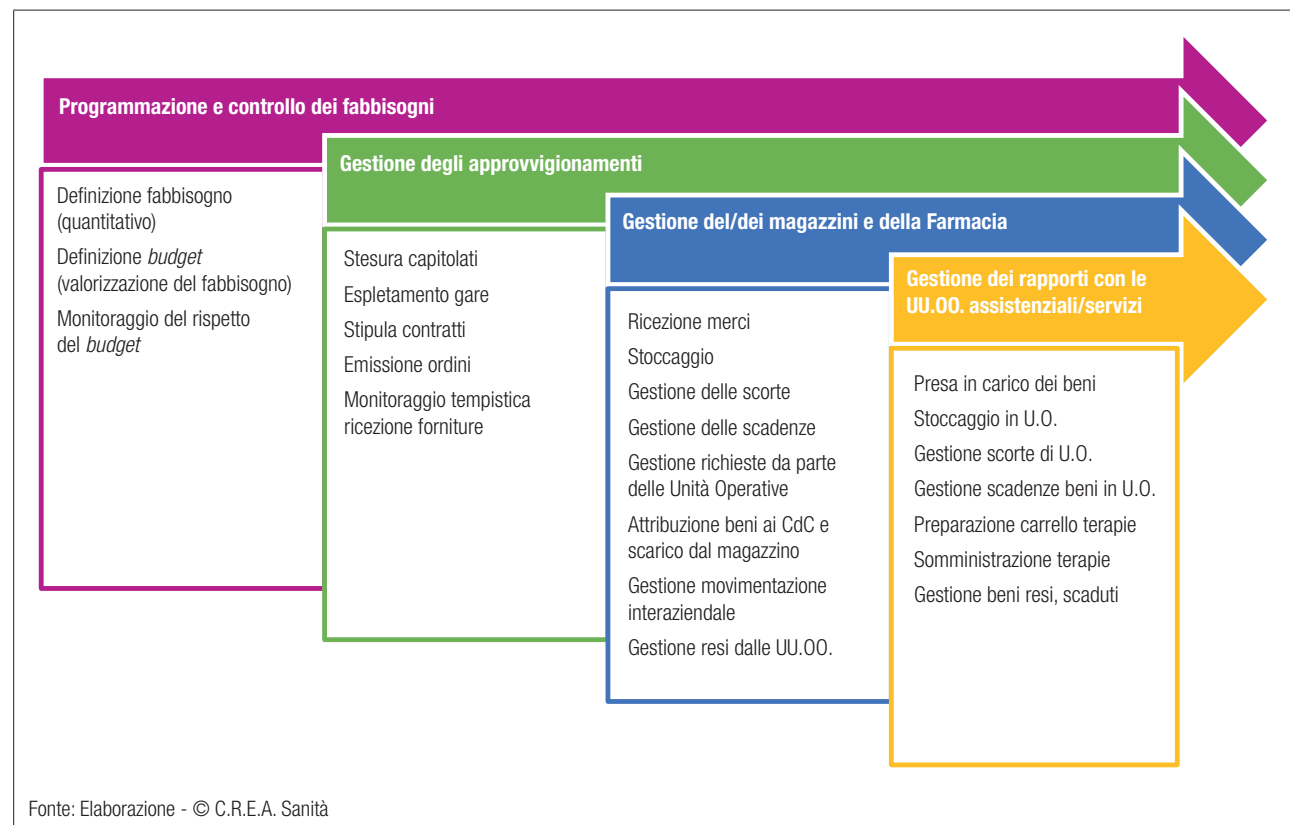 Programmazione e controllo dei fabbisogni
Definizione fabbisogno
(quantitativo)
Definizione budget
(valorizzazione del fabbisogno)
Monitoraggio del rispetto
del budget
Gestione degli approvvigionamenti
Stesura capitolati
Espletamento gare
Stipula contratti
Emissione ordini
Monitoraggio tempistica
ricezione forniture
Gestione del/dei magazzini e della Farmacia
Ricezione merci
Stoccaggio
Gestione delle scorte
Gestione delle scadenze
Gestione richieste da parte
delle Unità Operative
Attribuzione beni ai CdC e
scarico dal magazzino
Gestione movimentazione
interaziendale
Gestione resi dalle UU.OO.
Gestione dei rapporti con le
UU.OO. assistenziali/servizi
Presa in carico dei beni
Stoccaggio in U.O.
Gestione scorte di U.O.
Gestione scadenze beni in U.O.
Preparazione carrello terapie
Somministrazione terapie
Gestione beni resi, scaduti
Fonte: Elaborazione - © C.R.E.A. Sanità